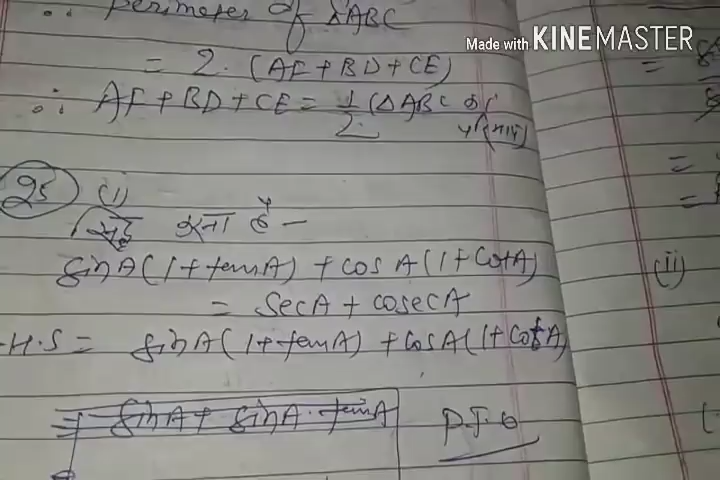 ∴ perimeter of ΔABC
Made with KINEMASTER
= 2. (AF + BD + CE)
∴ AF + BD + CE = 1/2 (ΔABC का परिमाप)
25 (i)
सिद्ध करना है —
sinA (1 + tanA) + cosA (1 + cotA)
= secA + cosecA
L.H.S = sinA (1 + tanA) + cosA (1 + cotA)
= sinA + sinA · tanA
P.T.O
(ii)